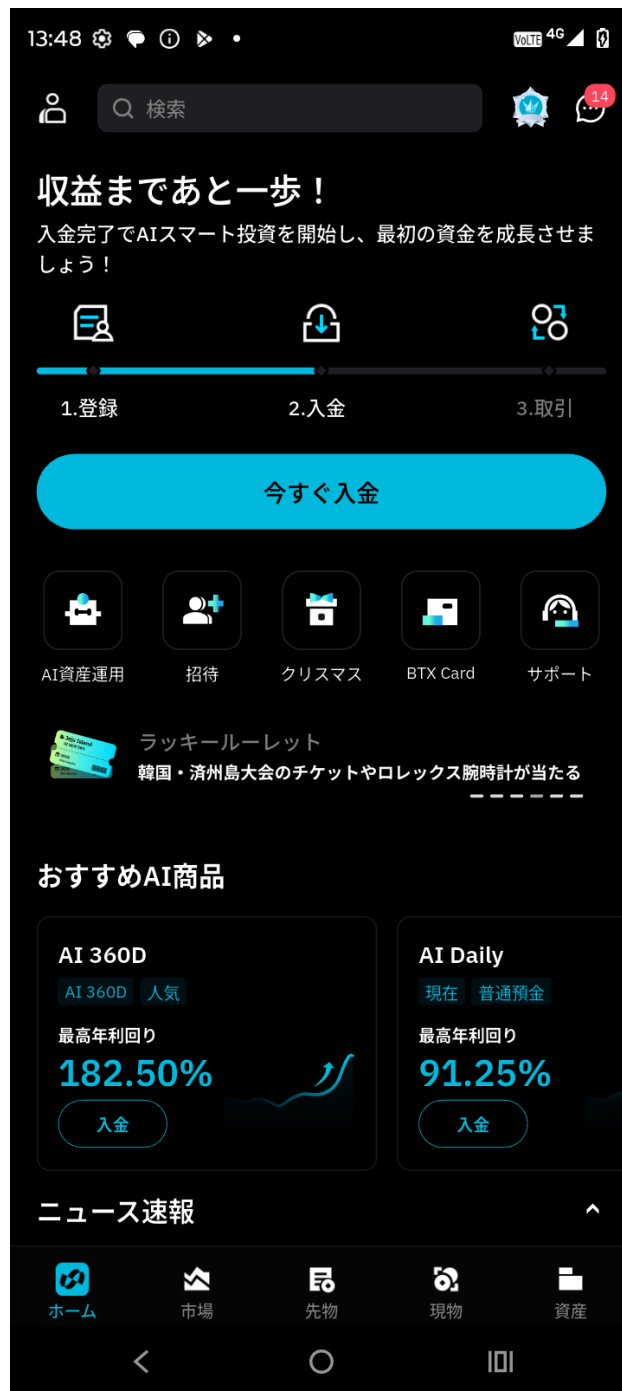 13:48
VoLTE 4G
検索
14
収益まであと一歩！
入金完了でAIスマート投資を開始し、最初の資金を成長させま
しょう！
1.登録
2.入金
3.取引
今すぐ入金
AI資産運用
招待
クリスマス
BTX Card
サポート
ラッキールーレット
韓国・済州島大会のチケットやロレックス腕時計が当たる
おすすめAI商品
AI 360D
AI 360D 人気
最高年利回り
182.50%
入金
AI Daily
現在 普通預金
最高年利回り
91.25%
入金
ニュース速報
ホーム
市場
先物
現物
資産